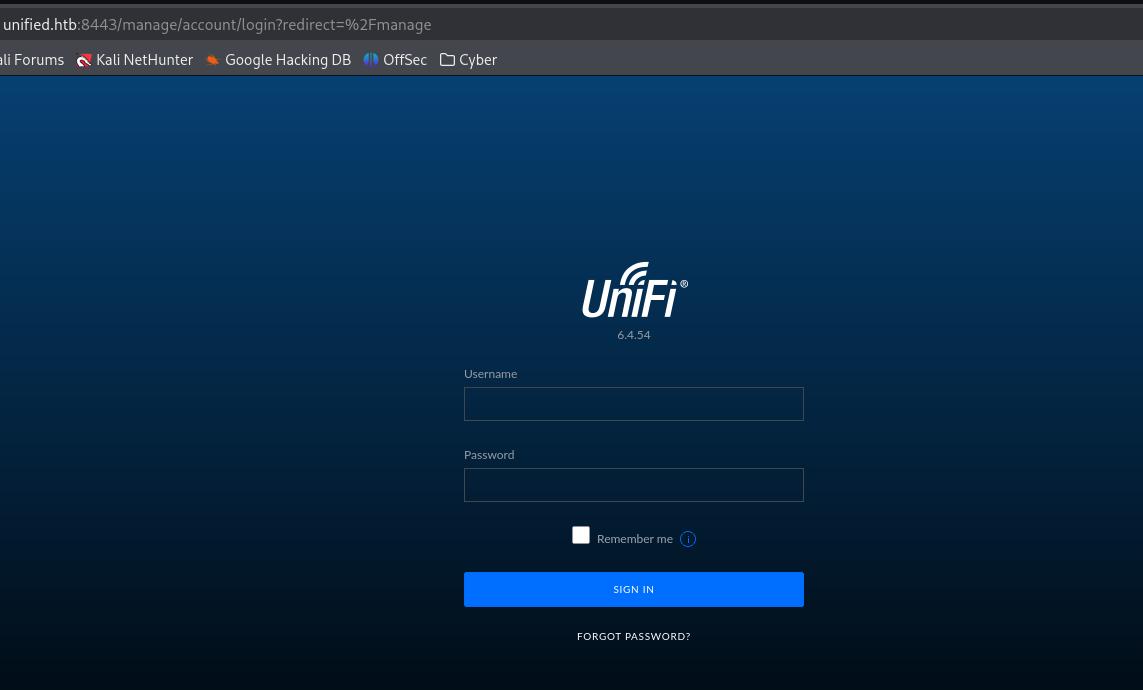 unified.htb:8443/manage/account/login?redirect=%2Fmanage
ali Forums Kali NetHunter Google Hacking DB OffSec Cyber
UniFi®
6.4.54
Username
Password
Remember me i
SIGN IN
FORGOT PASSWORD?